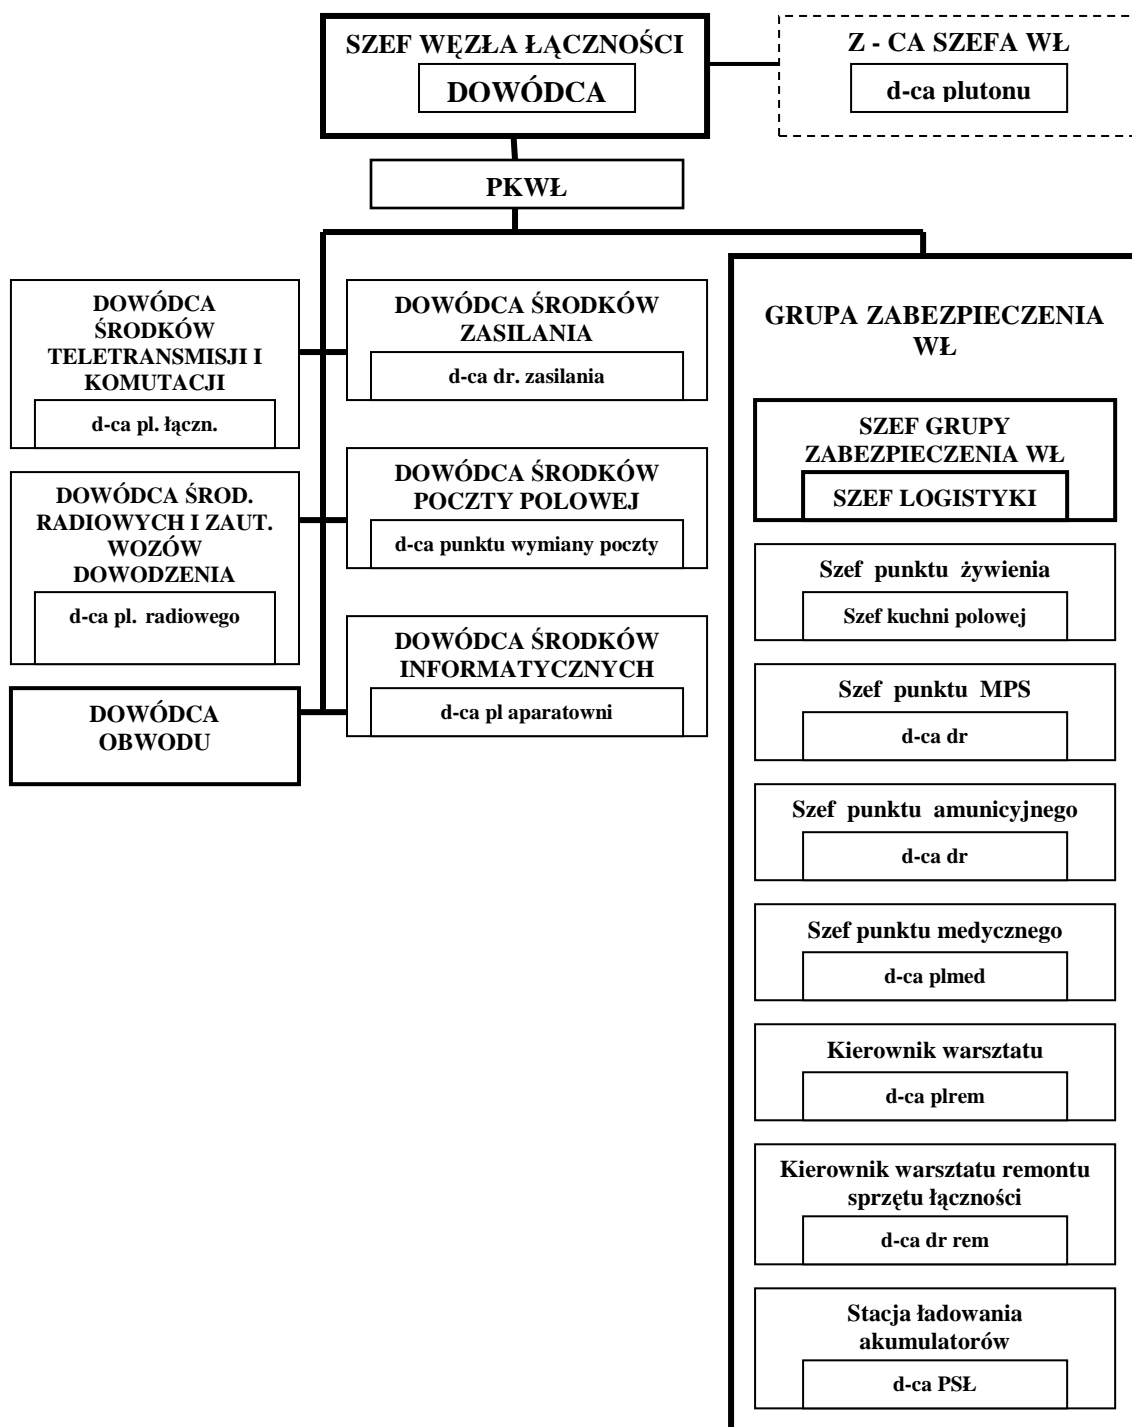 SZEF WĘZŁA ŁĄCZNOŚCI
DOWÓDCA
Z - CA SZEFA WŁ
d-ca plutonu
PKWŁ
DOWÓDCA
ŚRODKÓW
TELETRANSMISJI I
KOMUTACJI
d-ca pl. łączn.
DOWÓDCA ŚROD.
RADIOWYCH I ZAUT.
WOZÓW
DOWODZENIA
d-ca pl. radiowego
DOWÓDCA
OBWODU
DOWÓDCA ŚRODKÓW
ZASILANIA
d-ca dr. zasilania
DOWÓDCA ŚRODKÓW
POCZTY POLOWEJ
d-ca punktu wymiany poczty
DOWÓDCA ŚRODKÓW
INFORMATYCZNYCH
d-ca pl aparatowni
GRUPA ZABEZPIECZENIA
WŁ
SZEF GRUPY
ZABEZPIECZENIA WŁ
SZEF LOGISTYKI
Szef punktu żywienia
Szef kuchni polowej
Szef punktu MPS
d-ca dr
Szef punktu amunicyjnego
d-ca dr
Szef punktu medycznego
d-ca plmed
Kierownik warsztatu
d-ca plrem
Kierownik warsztatu remontu
sprzętu łączności
d-ca dr rem
Stacja ładowania
akumulatorów
d-ca PSŁ